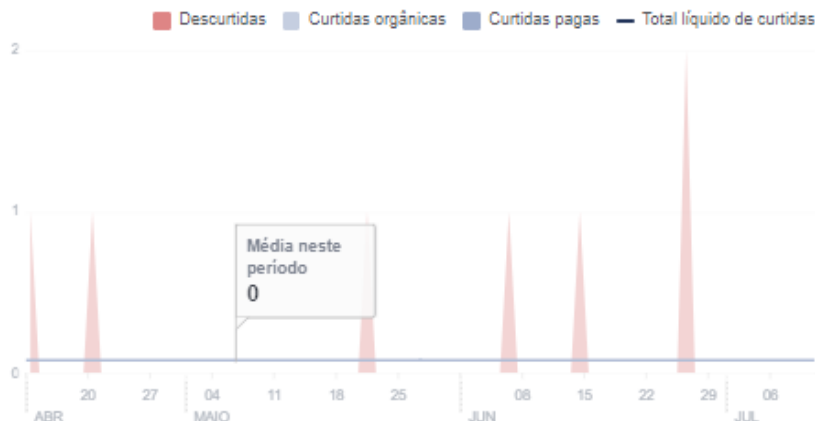 Descurtidas Curtidas orgânicas Curtidas pagas Total líquido de curtidas
2
1
Média neste
período
0
0
20 27 04 11 18 25 08 15 22 29 06
ABR MAIO JUN JUL